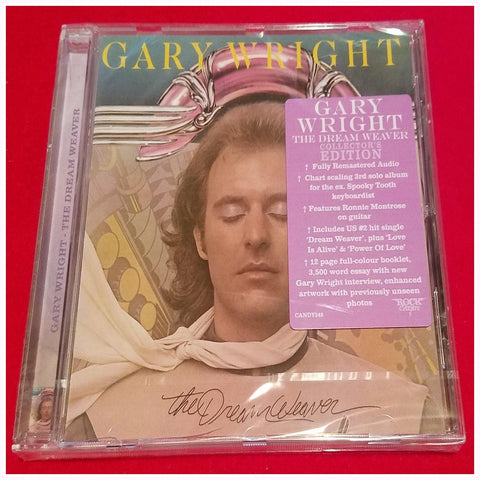 GARY WRIGHT
GARY WRIGHT - THE DREAM WEAVER
GARY
WRIGHT
THE DREAM WEAVER
COLLECTOR'S
EDITION
↑ Fully Remastered Audio
↑ Chart scaling 3rd solo album
for the ex. Spooky Tooth
keyboardist
↑ Features Ronnie Montrose
on guitar
↑ Includes US #2 hit single
'Dream Weaver', plus 'Love
Is Alive' & 'Power Of Love'
↑ 12 page full-colour booklet,
3,500 word essay with new
Gary Wright interview, enhanced
artwork with previously unseen
photos
CANDY248
ROCK
CANDY
the Dream Weaver